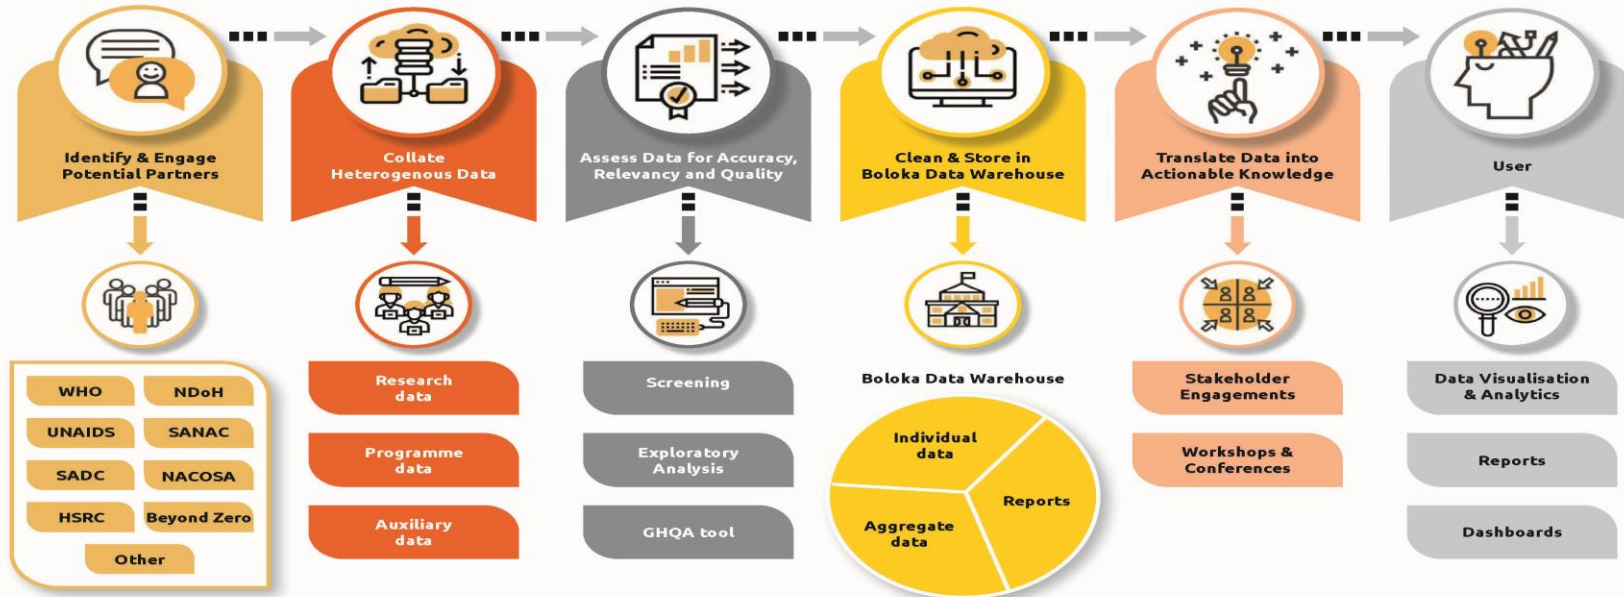 Identify & Engage
Potential Partners
Collate
Heterogenous Data
Assess Data for Accuracy,
Relevancy and Quality
Clean & Store in
Boloka Data Warehouse
Translate Data into
Actionable Knowledge
User
WHO
NDoH
UNAIDS
SANAC
SADC
NACOSA
HSRC
Beyond Zero
Other
Research
data
Programme
data
Auxiliary
data
Screening
Exploratory
Analysis
GHQA tool
Boloka Data Warehouse
Individual
data
Reports
Aggregate
data
Stakeholder
Engagements
Workshops &
Conferences
Data Visualisation
& Analytics
Reports
Dashboards